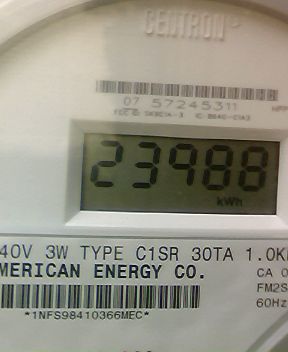 CENTRON
07 57245311
23988
kWh
40V 3W TYPE C1SR 30TA 1.0K
MERICAN ENERGY CO.
CA 0
FM2S
60Hz
*1NFS98410366MEC*